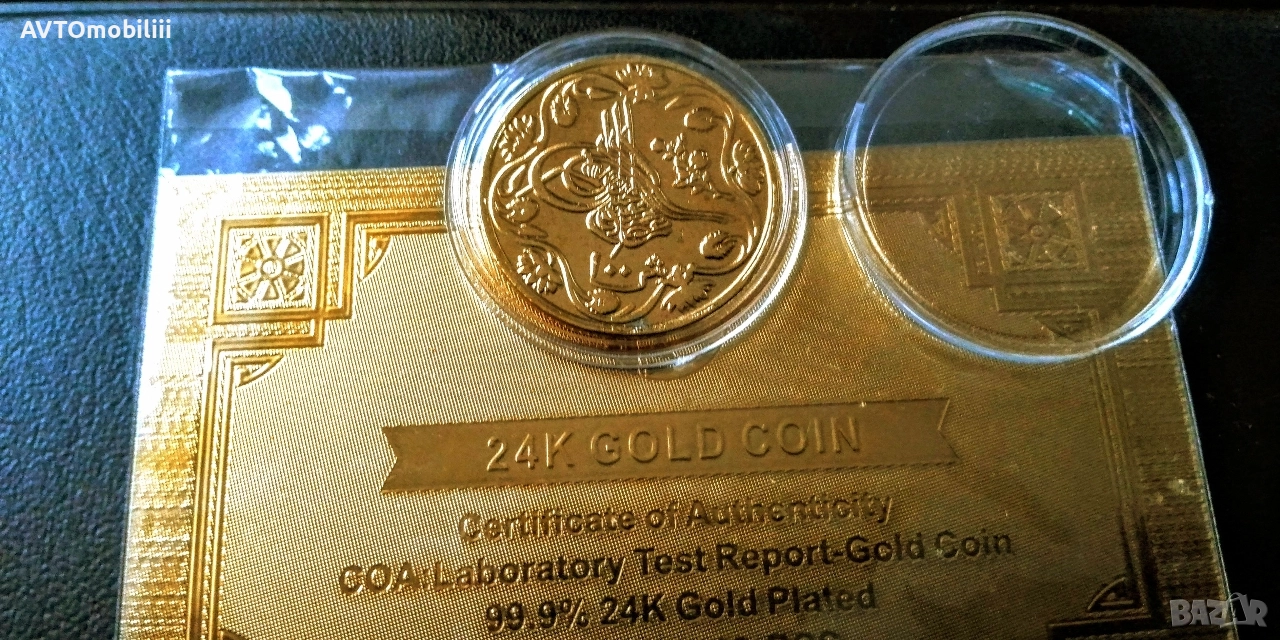 AVTOmobiliii
24K GOLD COIN
Certificate of Authenticity
COA:Laboratory Test Report-Gold Coin
99.9% 24K Gold Plated
BAZAR